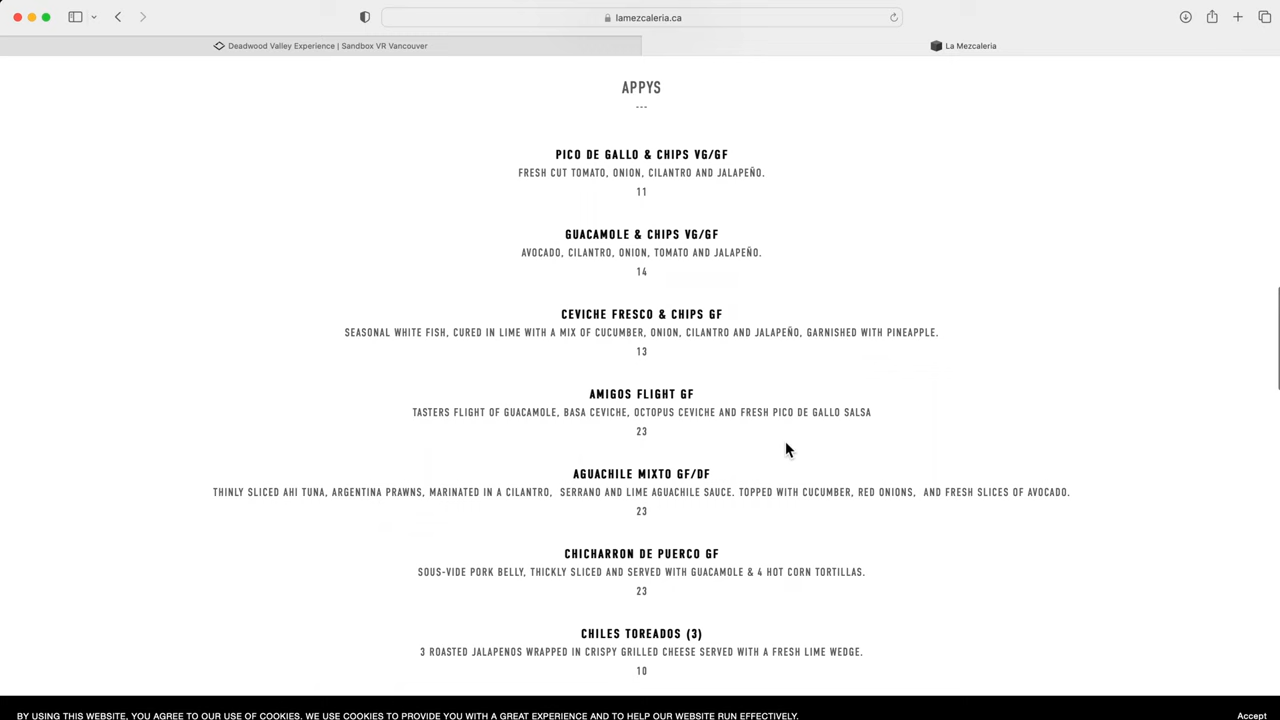 lamezcaleria.ca
Deadwood Valley Experience | Sandbox VR Vancouver
La Mezcaleria
APPYS
---
PICO DE GALLO & CHIPS VG/GF
FRESH CUT TOMATO, ONION, CILANTRO AND JALAPEÑO.
11
GUACAMOLE & CHIPS VG/GF
AVOCADO, CILANTRO, ONION, TOMATO AND JALAPEÑO.
14
CEVICHE FRESCO & CHIPS GF
SEASONAL WHITE FISH, CURED IN LIME WITH A MIX OF CUCUMBER, ONION, CILANTRO AND JALAPEÑO, GARNISHED WITH PINEAPPLE.
13
AMIGOS FLIGHT GF
TASTERS FLIGHT OF GUACAMOLE, BASA CEVICHE, OCTOPUS CEVICHE AND FRESH PICO DE GALLO SALSA
23
AGUACHILE MIXTO GF/DF
THINLY SLICED AHI TUNA, ARGENTINA PRAWNS, MARINATED IN A CILANTRO, SERRANO AND LIME AGUACHILE SAUCE. TOPPED WITH CUCUMBER, RED ONIONS, AND FRESH SLICES OF AVOCADO.
23
CHICHARRON DE PUERCO GF
SOUS-VIDE PORK BELLY, THICKLY SLICED AND SERVED WITH GUACAMOLE & 4 HOT CORN TORTILLAS.
23
CHILES TOREADOS (3)
3 ROASTED JALAPENOS WRAPPED IN CRISPY GRILLED CHEESE SERVED WITH A FRESH LIME WEDGE.
10
BY USING THIS WEBSITE, YOU AGREE TO OUR USE OF COOKIES. WE USE COOKIES TO PROVIDE YOU WITH A GREAT EXPERIENCE AND TO HELP OUR WEBSITE RUN EFFECTIVELY.
Accept